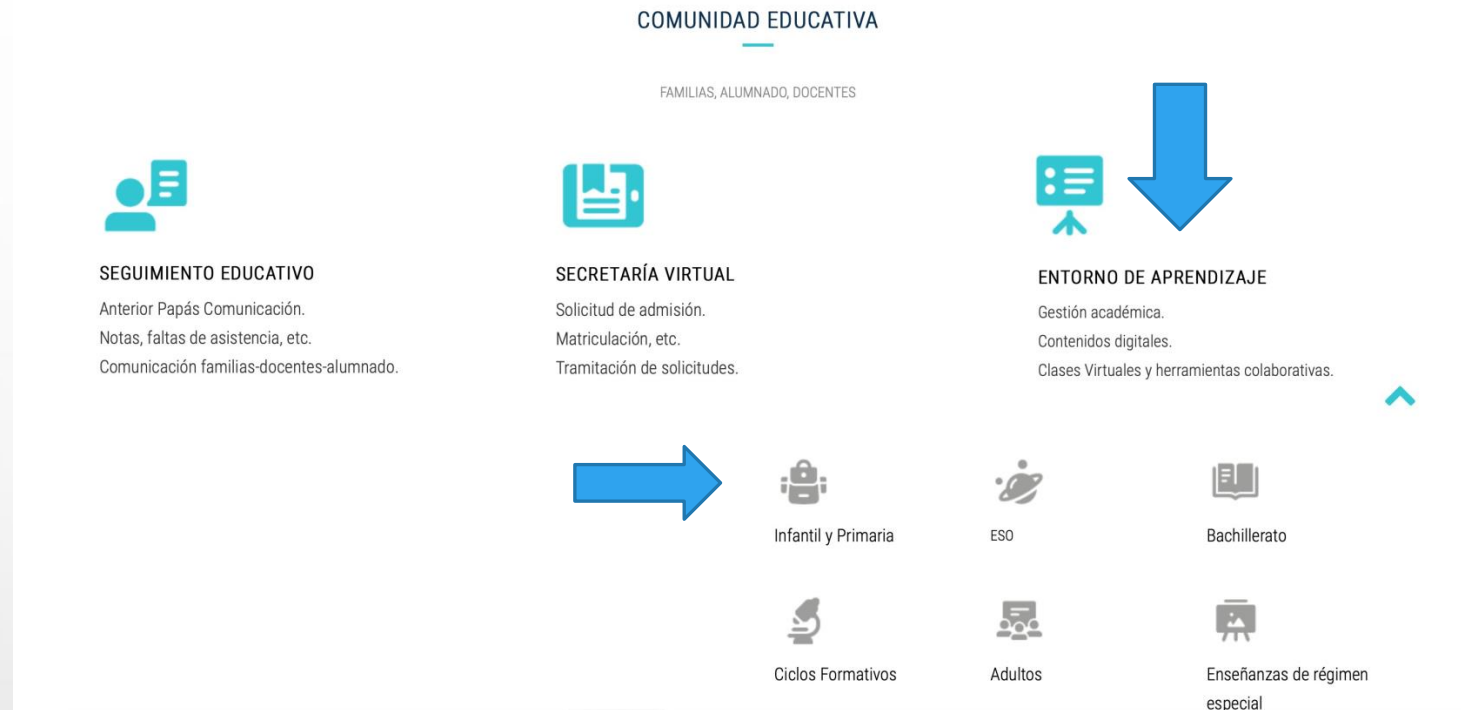 COMUNIDAD EDUCATIVA
FAMILIAS, ALUMNADO, DOCENTES
SEGUIMIENTO EDUCATIVO
Anterior Papás Comunicación.
Notas, faltas de asistencia, etc.
Comunicación familias-docentes-alumnado.
SECRETARÍA VIRTUAL
Solicitud de admisión.
Matriculación, etc.
Tramitación de solicitudes.
ENTORNO DE APRENDIZAJE
Gestión académica.
Contenidos digitales.
Clases Virtuales y herramientas colaborativas.
Infantil y Primaria
ESO
Bachillerato
Ciclos Formativos
Adultos
Enseñanzas de régimen
especial